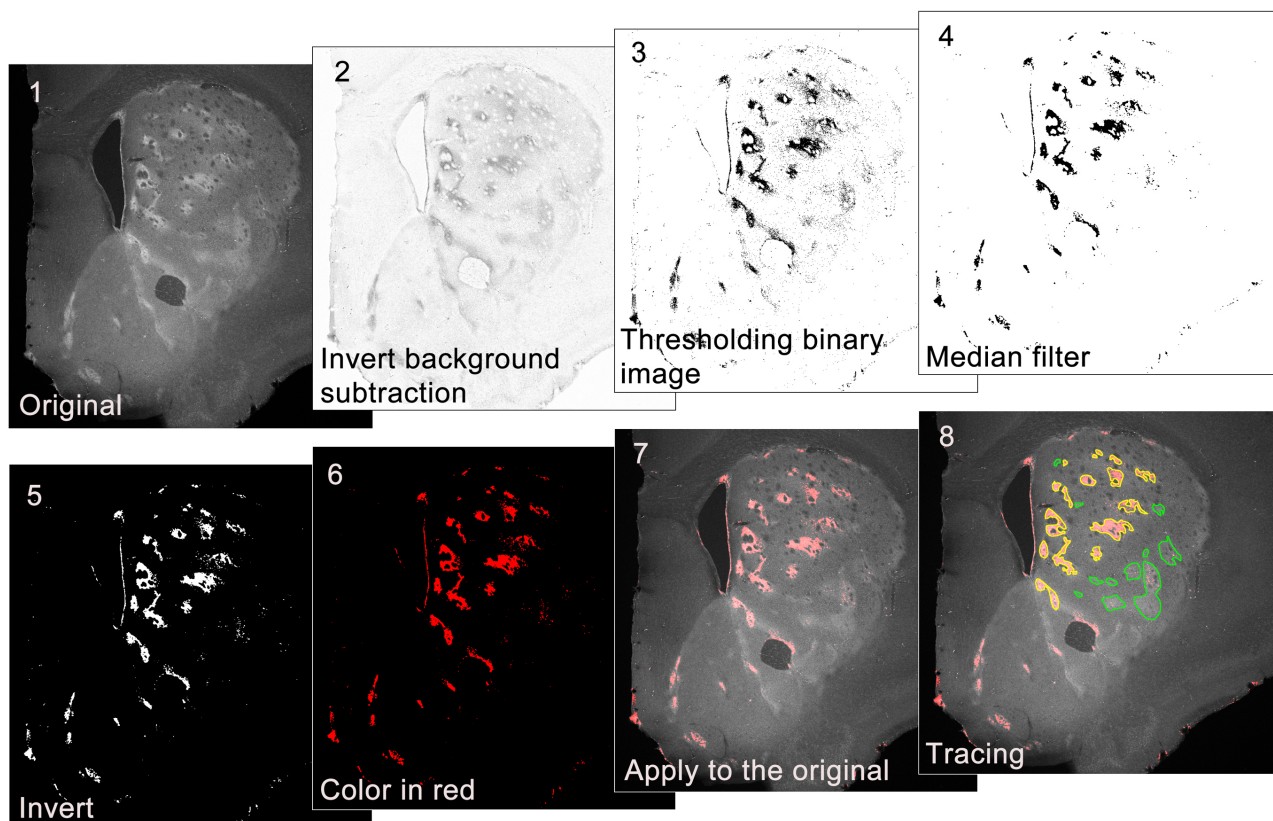 1
Original
2
Invert background
subtraction
3
Thresholding binary
image
4
Median filter
5
Invert
6
Color in red
7
Apply to the original
8
Tracing